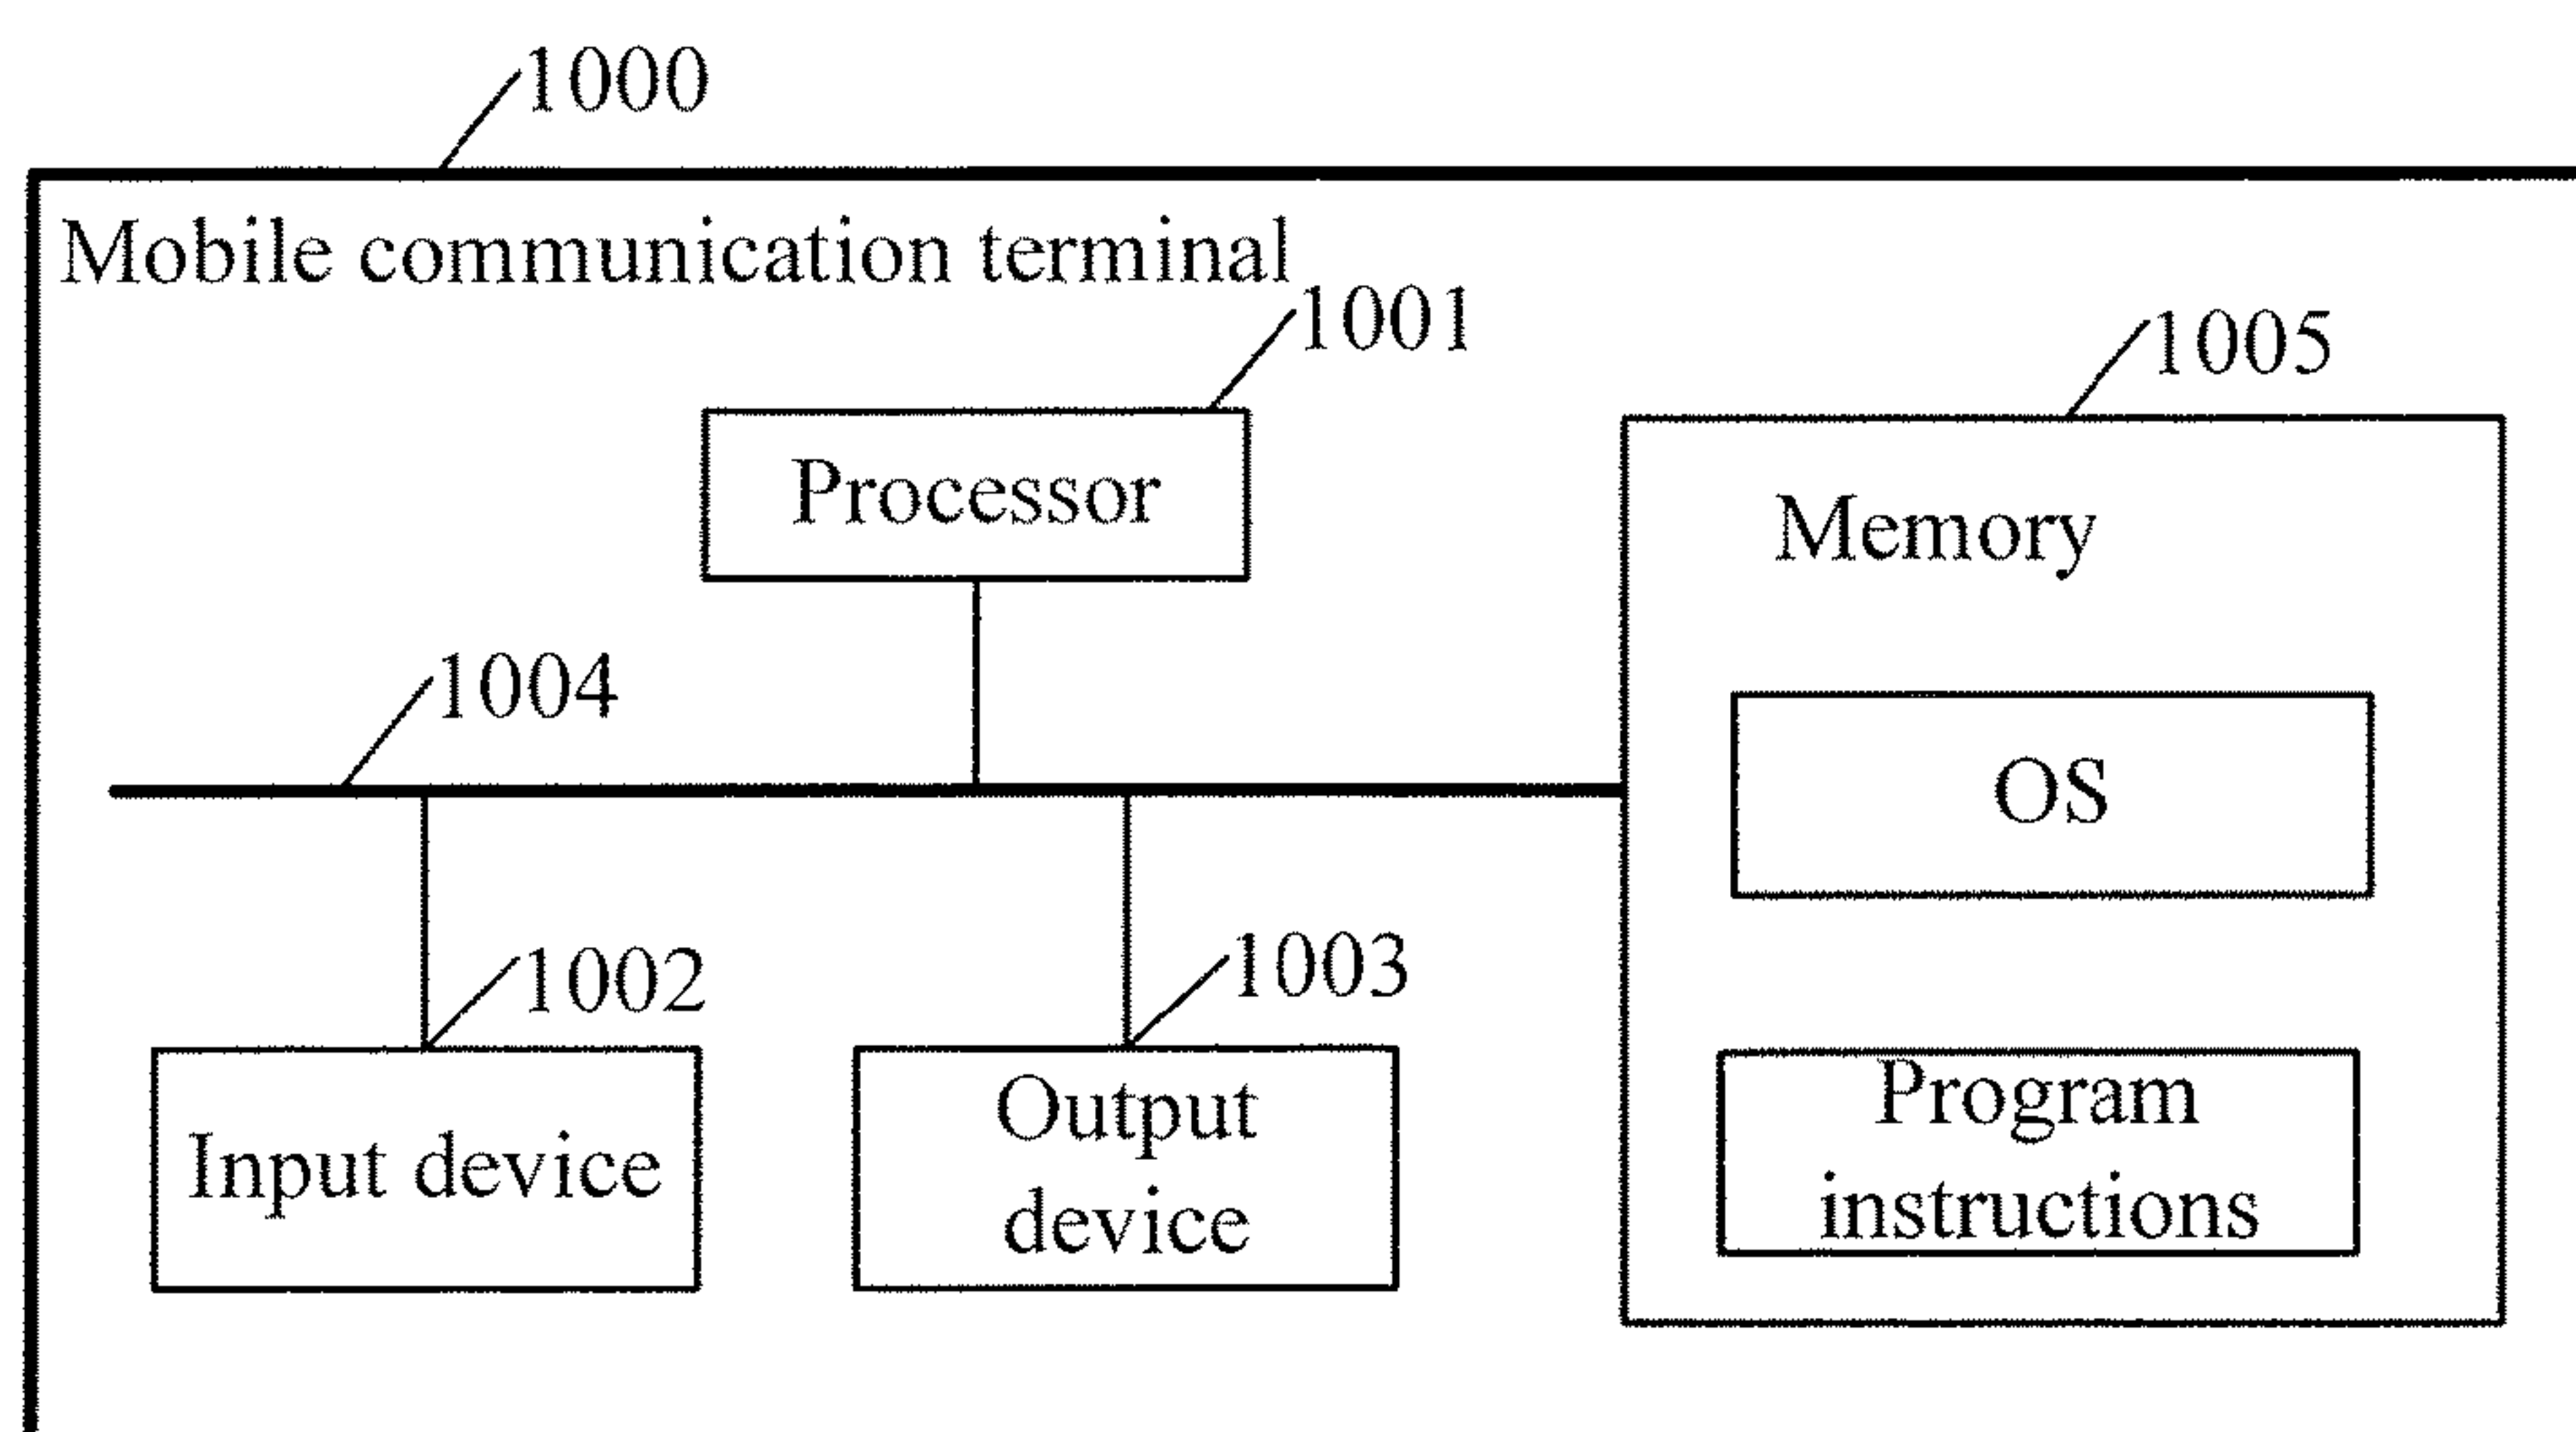 1000
Mobile communication terminal
1001
1005
Processor
Memory
1004
OS
1002
1003
Input device
Output
device
Program
instructions